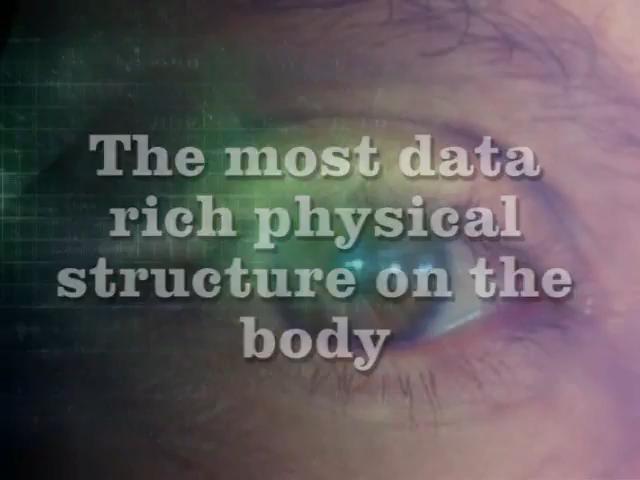 The most data
rich physical
structure on the
body